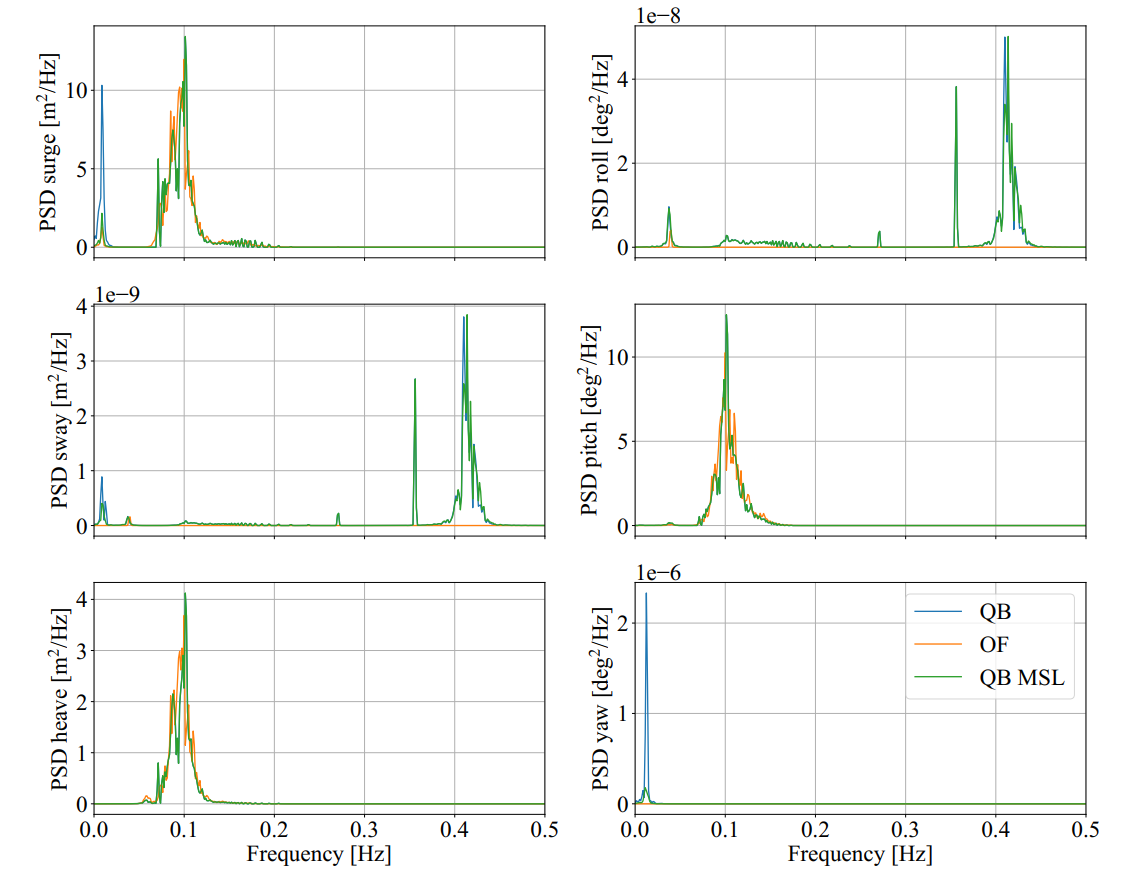 PSD surge [m²/Hz]
10
5
0
1e−8
PSD roll [deg²/Hz]
4
2
0
1e−9
PSD sway [m²/Hz]
4
3
2
1
0
PSD pitch [deg²/Hz]
10
5
0
PSD heave [m²/Hz]
4
3
2
1
0
0.0 0.1 0.2 0.3 0.4 0.5
Frequency [Hz]
1e−6
PSD yaw [deg²/Hz]
2
1
0
QB
OF
QB MSL
0.0 0.1 0.2 0.3 0.4 0.5
Frequency [Hz]